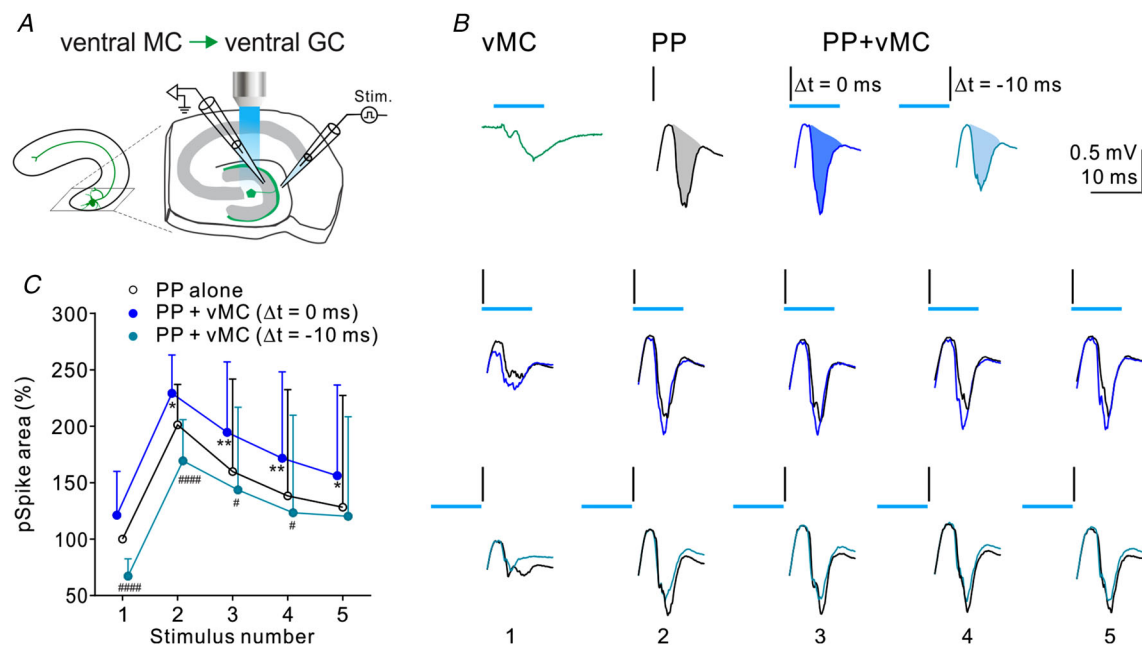 A
ventral MC → ventral GC
Stim.
B
vMC
PP
PP+vMC
Δt = 0 ms
Δt = -10 ms
0.5 mV
10 ms
C
PP alone
PP + vMC (Δt = 0 ms)
PP + vMC (Δt = -10 ms)
pSpike area (%)
300
250
200
150
100
50
*
**
**
*
####
####
#
#
1 2 3 4 5
Stimulus number
1 2 3 4 5